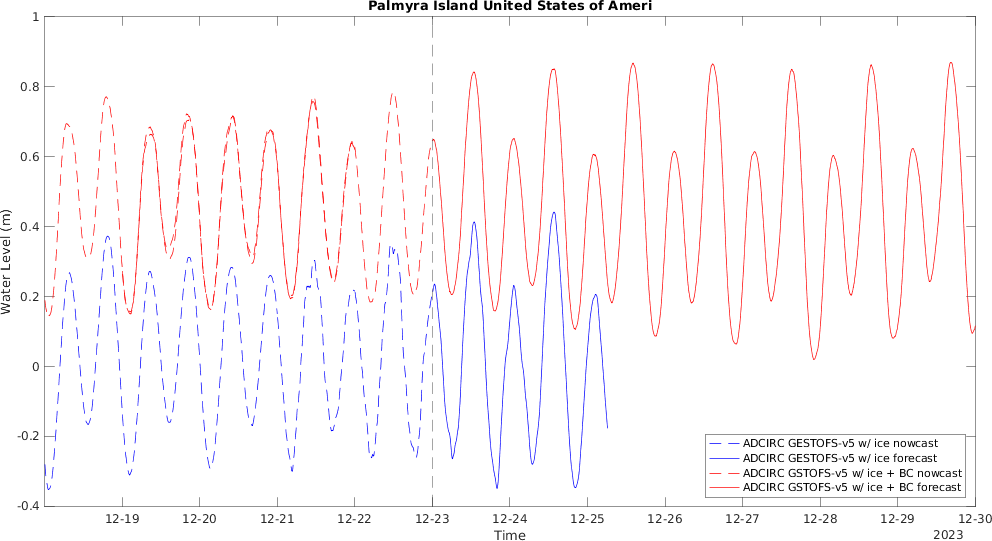 Palmyra Island United States of Ameri
Water Level (m)
1
0.8
0.6
0.4
0.2
0
-0.2
-0.4
12-19 12-20 12-21 12-22 12-23 12-24 12-25 12-26 12-27 12-28 12-29 12-30
Time
2023
ADCIRC GESTOFS-v5 w/ ice nowcast
ADCIRC GESTOFS-v5 w/ ice forecast
ADCIRC GSTOFS-v5 w/ ice + BC nowcast
ADCIRC GSTOFS-v5 w/ ice + BC forecast